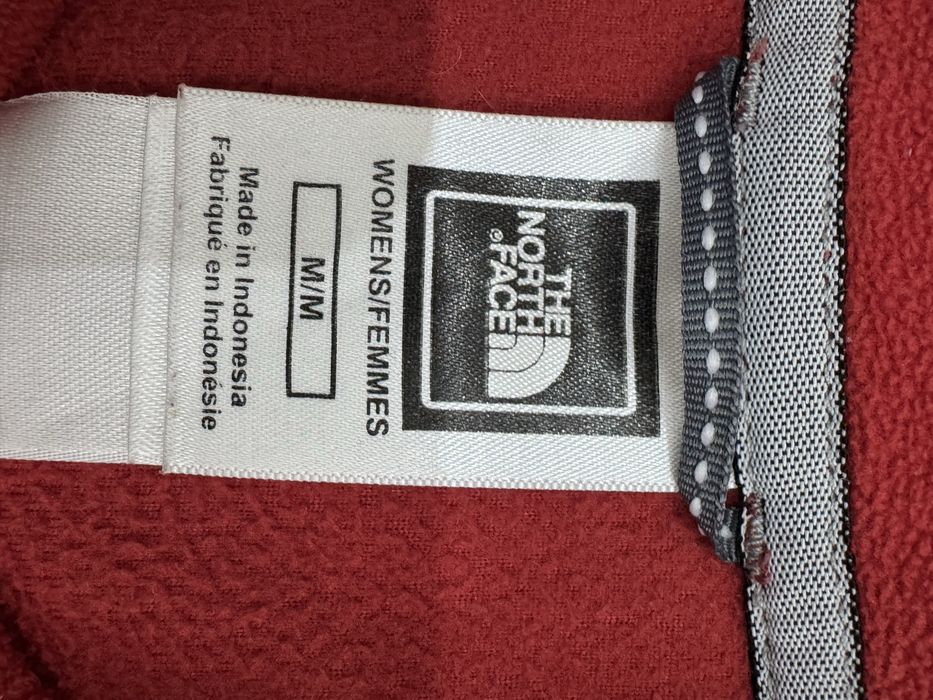 THE
NORTH
FACE®
WOMENS/FEMMES
M/M
Made in Indonesia
Fabriqué en Indonésie